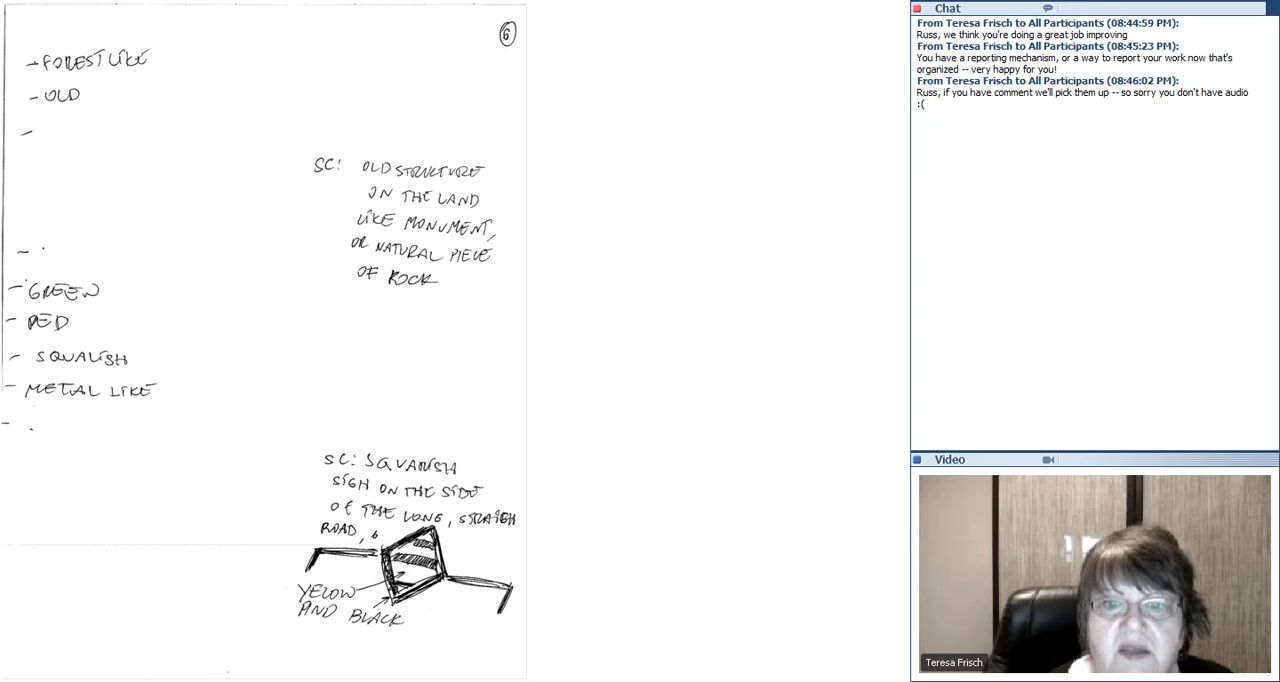 6
- FOREST LIKE
- OLD
-
SC: OLD STRUCTURE
ON THE LAND
LIKE MONUMENT,
OR NATURAL PIECE
OF ROCK
-
- GREEN
- RED
- SQUALISH
- METAL LIKE
-
SC: SQUARISH
SIGH ON THE SIDE
OF THE LONG, STRAIGH
ROAD,
YELOW
AND BLACK
Chat
From Teresa Frisch to All Participants (08:44:59 PM):
Russ, we think you're doing a great job improving
From Teresa Frisch to All Participants (08:45:23 PM):
You have a reporting mechanism, or a way to report your work now that's
organized -- very happy for you!
From Teresa Frisch to All Participants (08:46:02 PM):
Russ, if you have comment we'll pick them up -- so sorry you don't have audio
:(
Video
Teresa Frisch